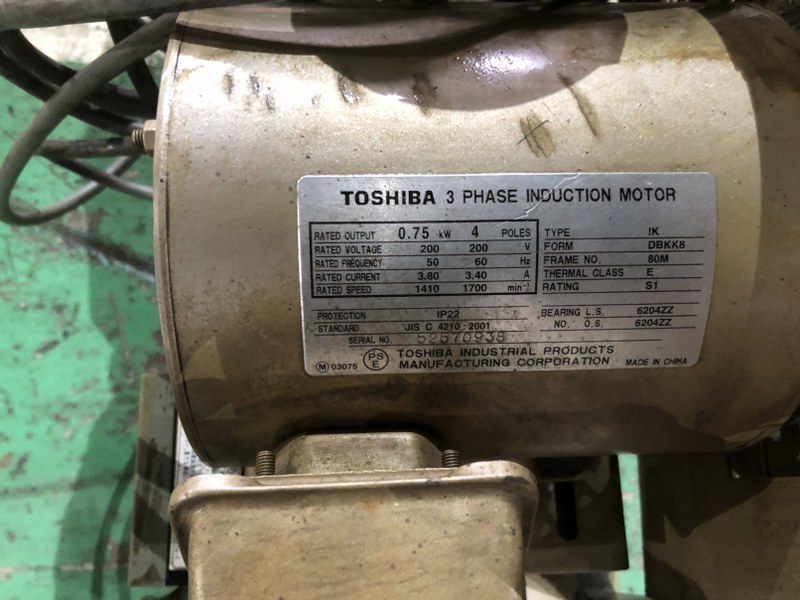 TOSHIBA 3 PHASE INDUCTION MOTOR
RATED OUTPUT 0.75 kW 4 POLES
RATED VOLTAGE 200 200 V
RATED FREQUENCY 50 60 Hz
RATED CURRENT 3.80 3.40 A
RATED SPEED 1410 1700 min⁻¹
TYPE IK
FORM DBKK8
FRAME NO. 80M
THERMAL CLASS E
RATING S1
PROTECTION IP22
STANDARD JIS C 4210 : 2001
BEARING L.S. 6204ZZ
NO. O.S. 6204ZZ
SERIAL NO. 52570938
M 03075 PS E TOSHIBA INDUSTRIAL PRODUCTS
MANUFACTURING CORPORATION MADE IN CHINA